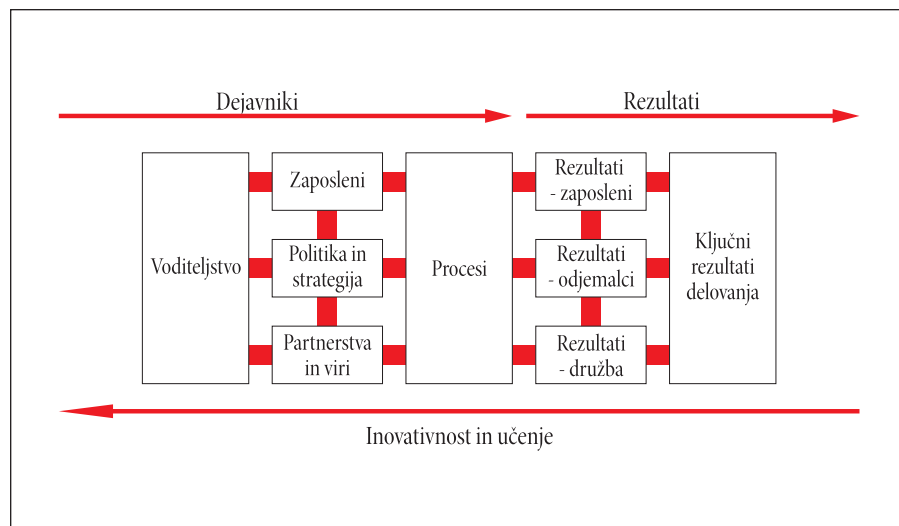 Dejavniki
Rezultati
Voditeljstvo
Zaposleni
Politika in
strategija
Partnerstva
in viri
Procesi
Rezultati
- zaposleni
Rezultati
- odjemalci
Rezultati
- družba
Ključni
rezultati
delovanja
Inovativnost in učenje